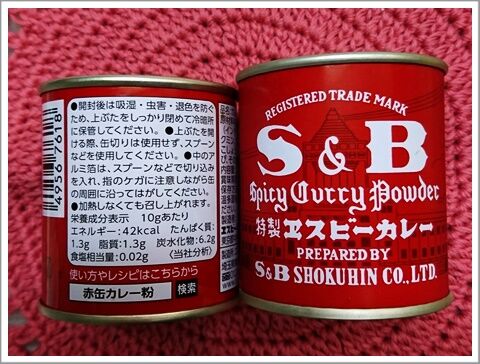 ●開封後は吸湿・虫害・退色を防ぐ
ため、上ぶたをしっかり閉めて冷暗所
に保管してください。●上ぶたを開
ける際、缶切りは使用せず、スプーン
などを使用してください。●中のア
ルミ箔は、スプーンなどで切り込み
を入れ、指のケガに注意しながら缶
の周囲に沿ってはがしてください。
●加熱しなくても召し上がれます。
栄養成分表示 10gあたり
エネルギー:42kcal たんぱく質:
1.3g 脂質:1.3g 炭水化物:6.2g
食塩相当量:0.02g 〈当社分析〉
使い方やレシピはこちらから
赤缶カレー粉 検索
REGISTERED TRADE MARK
S&B
Spicy Curry Powder
特製ヱスビーカレー
PREPARED BY
S&B SHOKUHIN CO., LTD.